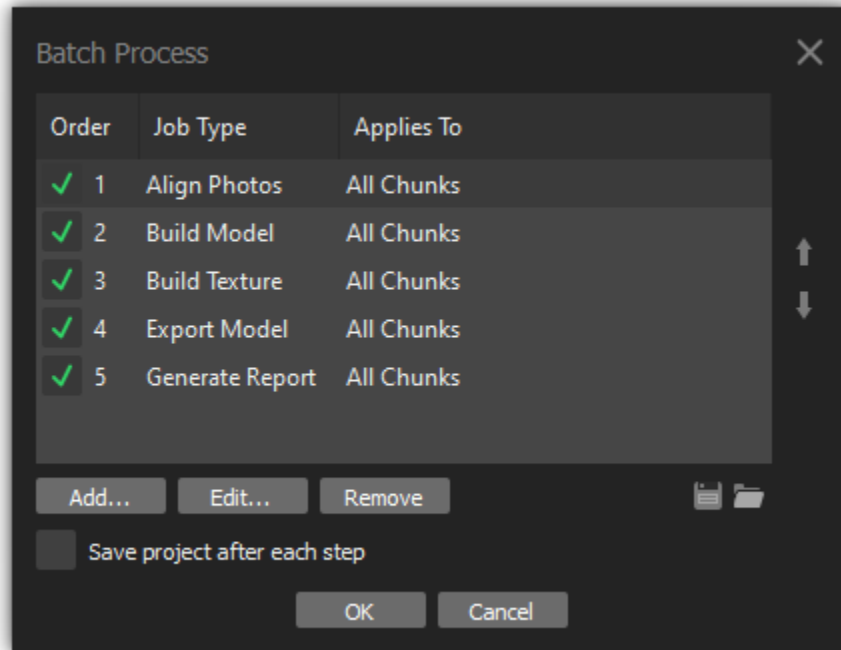 Batch Process
Order Job Type Applies To
1 Align Photos All Chunks
2 Build Model All Chunks
3 Build Texture All Chunks
4 Export Model All Chunks
5 Generate Report All Chunks
Add... Edit... Remove
Save project after each step
OK Cancel